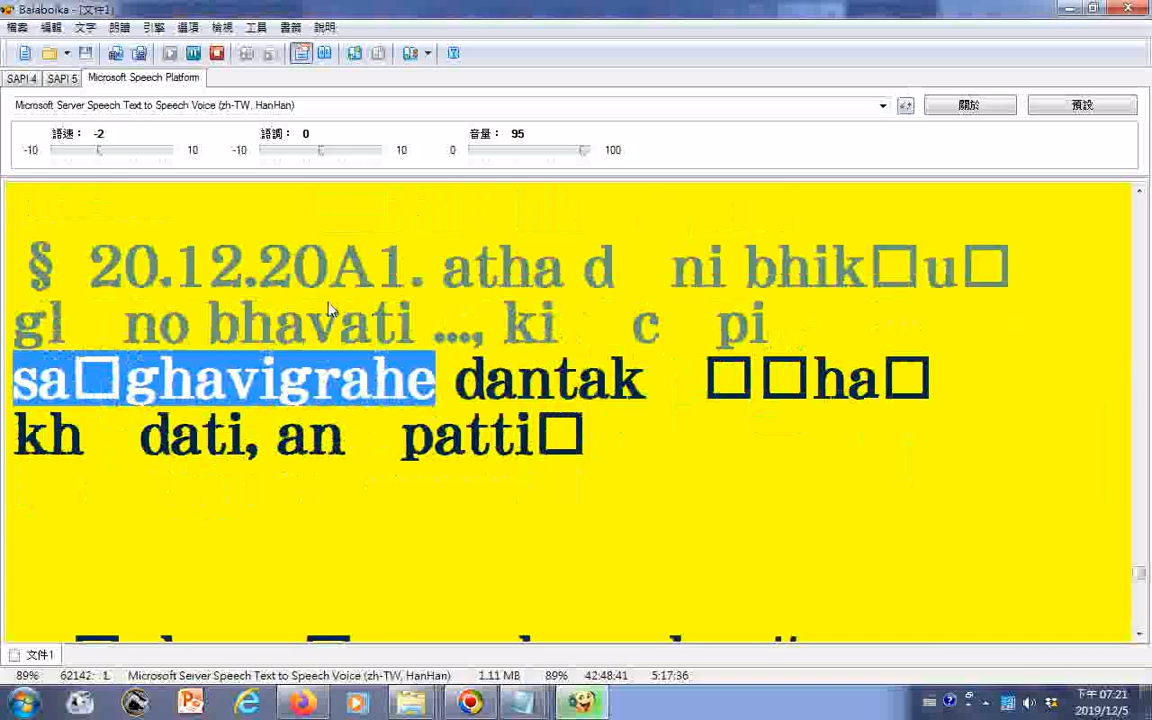 Balabolka - [文件1]
檔案 編輯 文字 朗讀 引擎 選項 檢視 工具 書籤 說明
SAPI 4 SAPI 5 Microsoft Speech Platform
Microsoft Server Speech Text to Speech Voice (zh-TW, HanHan) 關於 預設
語速： -2 語調： 0 音量： 95
-10 10 -10 10 0 100
§ 20.12.20A1. atha d ni bhik□u□
gl no bhavati ..., ki c pi
sa□ghavigrahe dantak □□ha□
kh dati, an patti□
文件1
89% 62142: 1 Microsoft Server Speech Text to Speech Voice (zh-TW, HanHan) 1.11 MB 89% 42:48:41 5:17:36
下午 07:21
2019/12/5